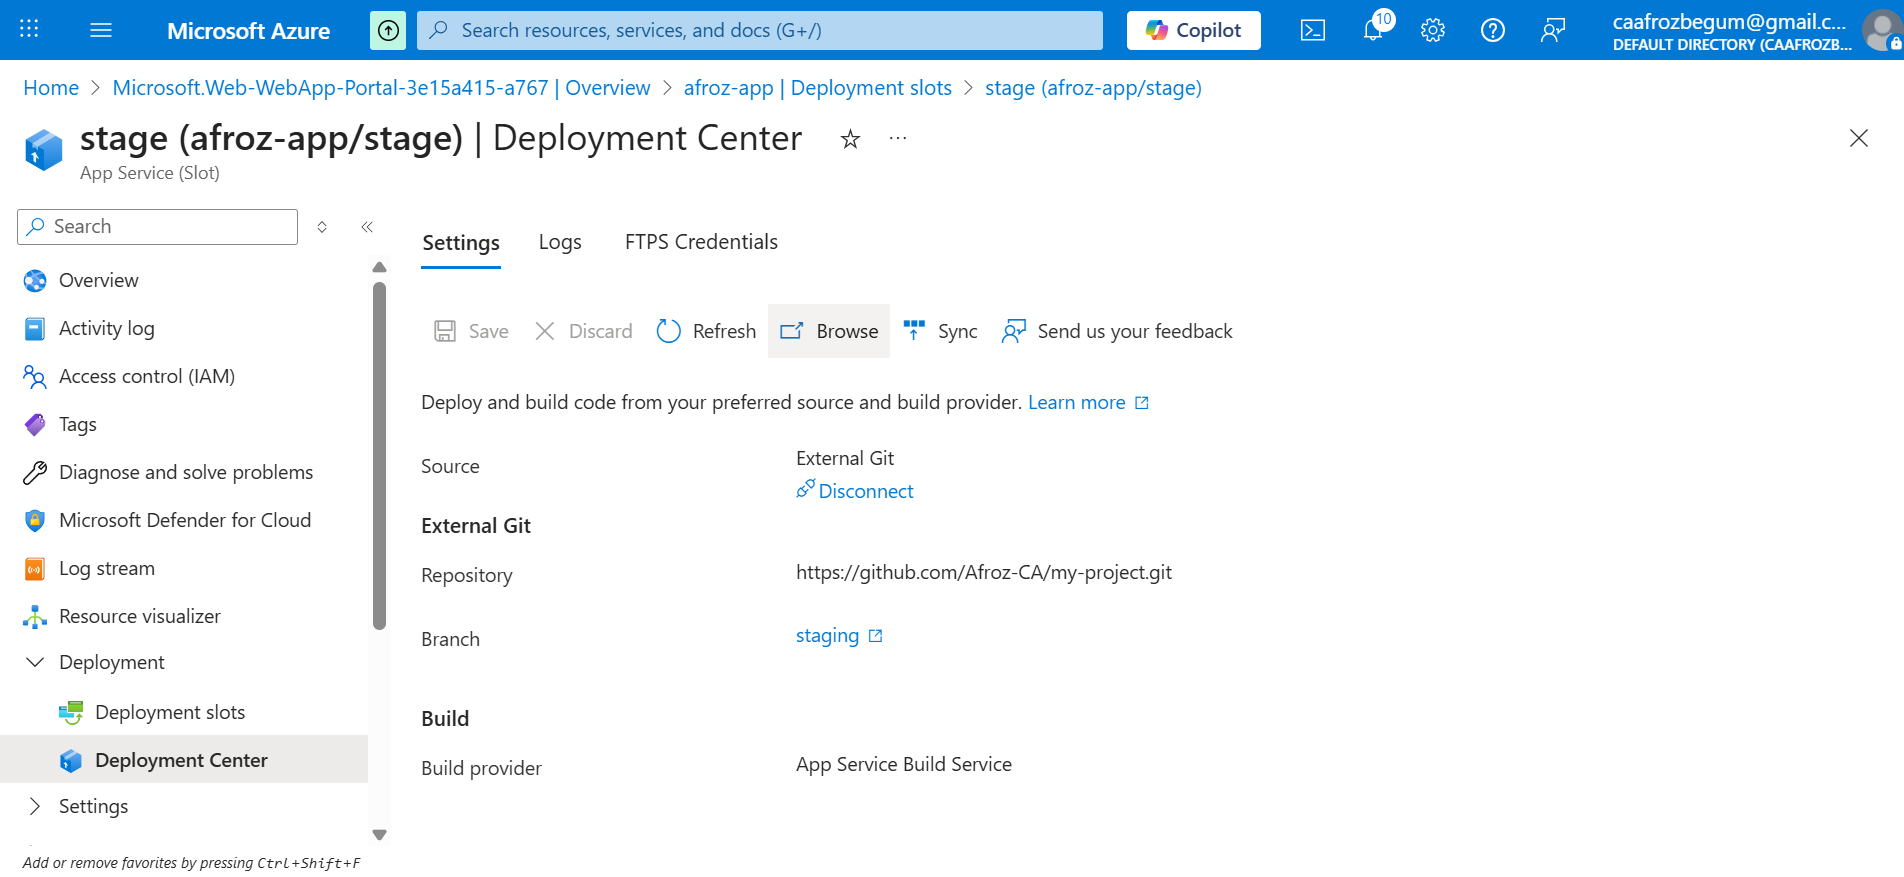 Microsoft Azure
Search resources, services, and docs (G+/)
Copilot
10
caafrozbegum@gmail.c...
DEFAULT DIRECTORY (CAAFROZB...
Home > Microsoft.Web-WebApp-Portal-3e15a415-a767 | Overview > afroz-app | Deployment slots > stage (afroz-app/stage)
stage (afroz-app/stage) | Deployment Center
App Service (Slot)
Search
Overview
Activity log
Access control (IAM)
Tags
Diagnose and solve problems
Microsoft Defender for Cloud
Log stream
Resource visualizer
Deployment
Deployment slots
Deployment Center
Settings
Add or remove favorites by pressing Ctrl+Shift+F
Settings Logs FTPS Credentials
Save Discard Refresh Browse Sync Send us your feedback
Deploy and build code from your preferred source and build provider. Learn more
Source External Git
Disconnect
External Git
Repository https://github.com/Afroz-CA/my-project.git
Branch staging
Build
Build provider App Service Build Service